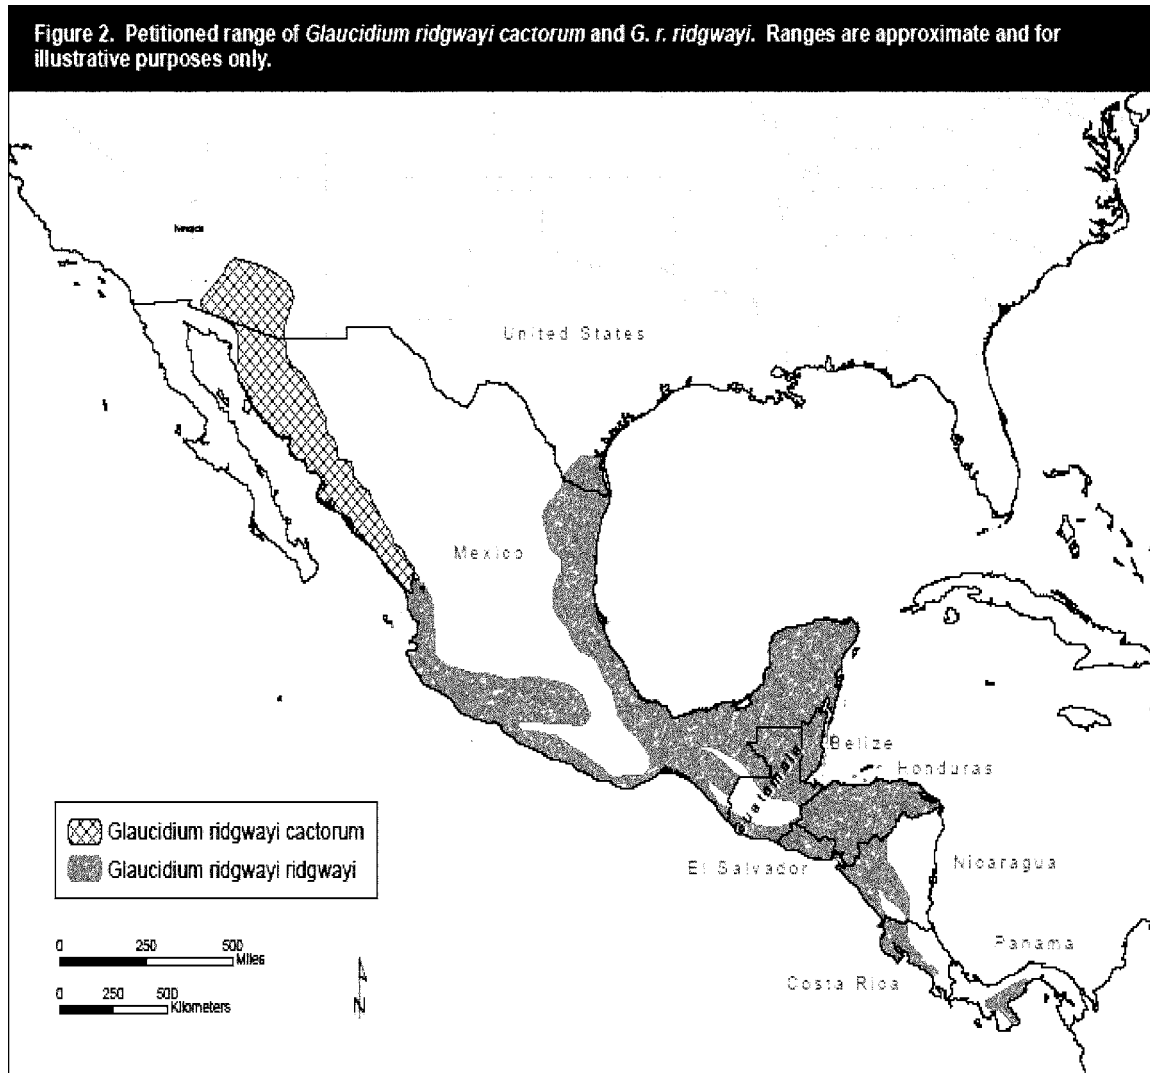 Figure 2. Petitioned range of Glaucidium ridgwayi cactorum and G. r. ridgwayi. Ranges are approximate and for
illustrative purposes only.
United States
Mexico
Belize
Honduras
Guatemala
El Salvador
Nicaragua
Panama
Costa Rica
Glaucidium ridgwayi cactorum
Glaucidium ridgwayi ridgwayi
0 250 500
Miles
0 250 500
Kilometers
N